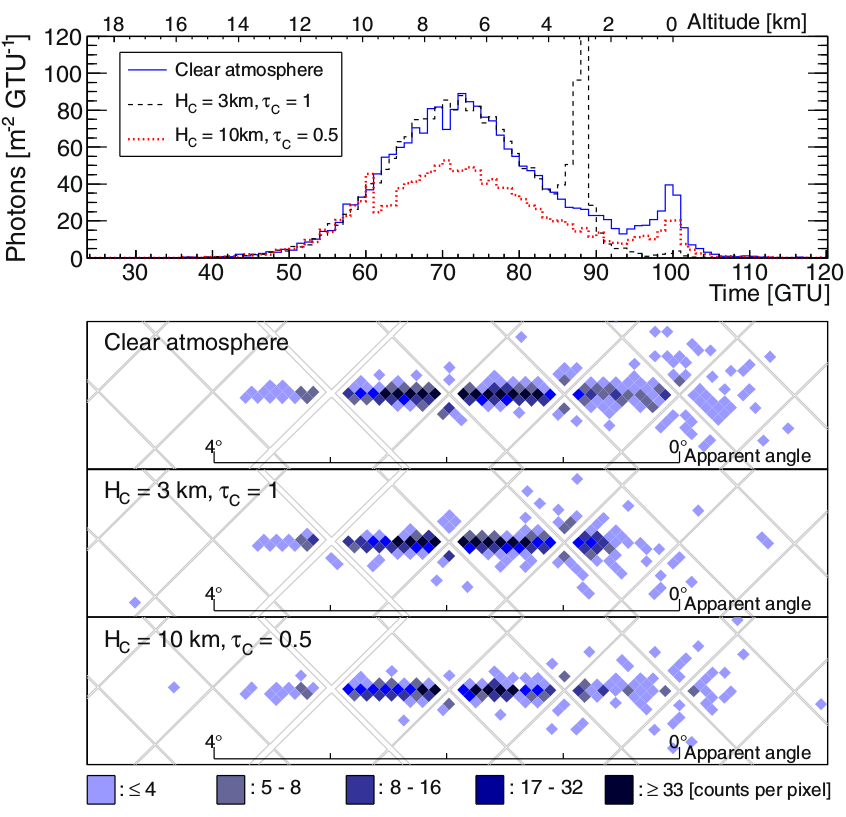 18 16 14 12 10 8 6 4 2 0 Altitude [km]
120
100
80
60
40
20
0
Photons [m-2 GTU-1]
Clear atmosphere
HC = 3km, τC = 1
HC = 10km, τC = 0.5
30 40 50 60 70 80 90 100 110 120
Time [GTU]
Clear atmosphere
4° 0° Apparent angle
HC = 3 km, τC = 1
4° 0° Apparent angle
HC = 10 km, τC = 0.5
4° 0° Apparent angle
: ≤ 4 : 5 - 8 : 8 - 16 : 17 - 32 : ≥ 33 [counts per pixel]